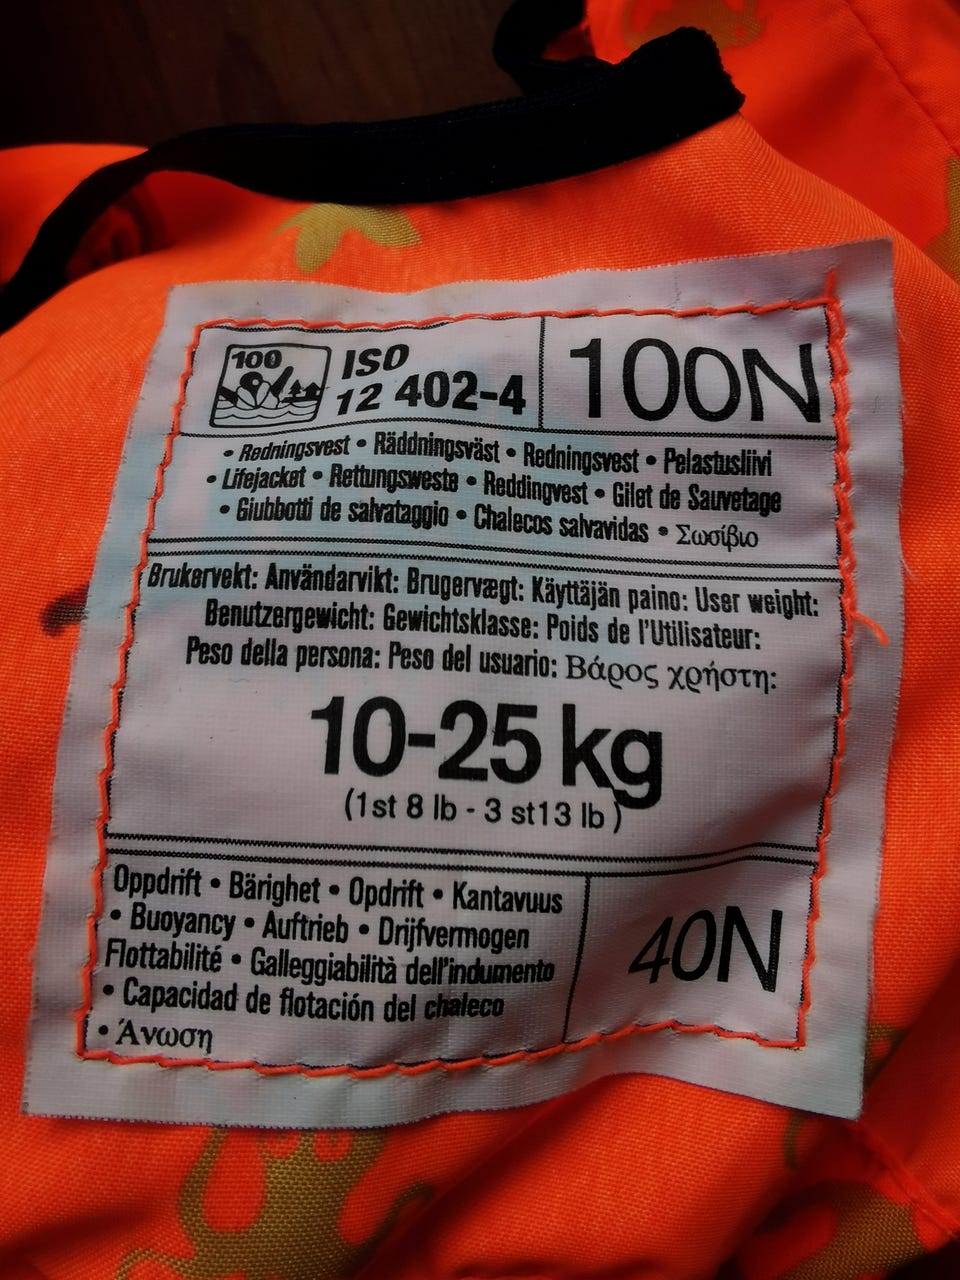 100
ISO
12 402-4
100N
• Redningsvest • Räddningsväst • Redningsvest • Pelastusliivi
• Lifejacket • Rettungsweste • Reddingvest • Gilet de Sauvetage
• Giubbotti de salvataggio • Chalecos salvavidas • Σωσίβιο
Brukervekt: Användarvikt: Brugervægt: Käyttäjän paino: User weight:
Benutzergewicht: Gewichtsklasse: Poids de l'Utilisateur:
Peso della persona: Peso del usuario: Βάρος χρήστη:
10-25 kg
(1st 8 lb - 3 st13 lb )
Oppdrift • Bärighet • Opdrift • Kantavuus
• Buoyancy • Auftrieb • Drijfvermogen
Flottabilité • Galleggiabilità dell'indumento
• Capacidad de flotación del chaleco
• Άνωση
40N